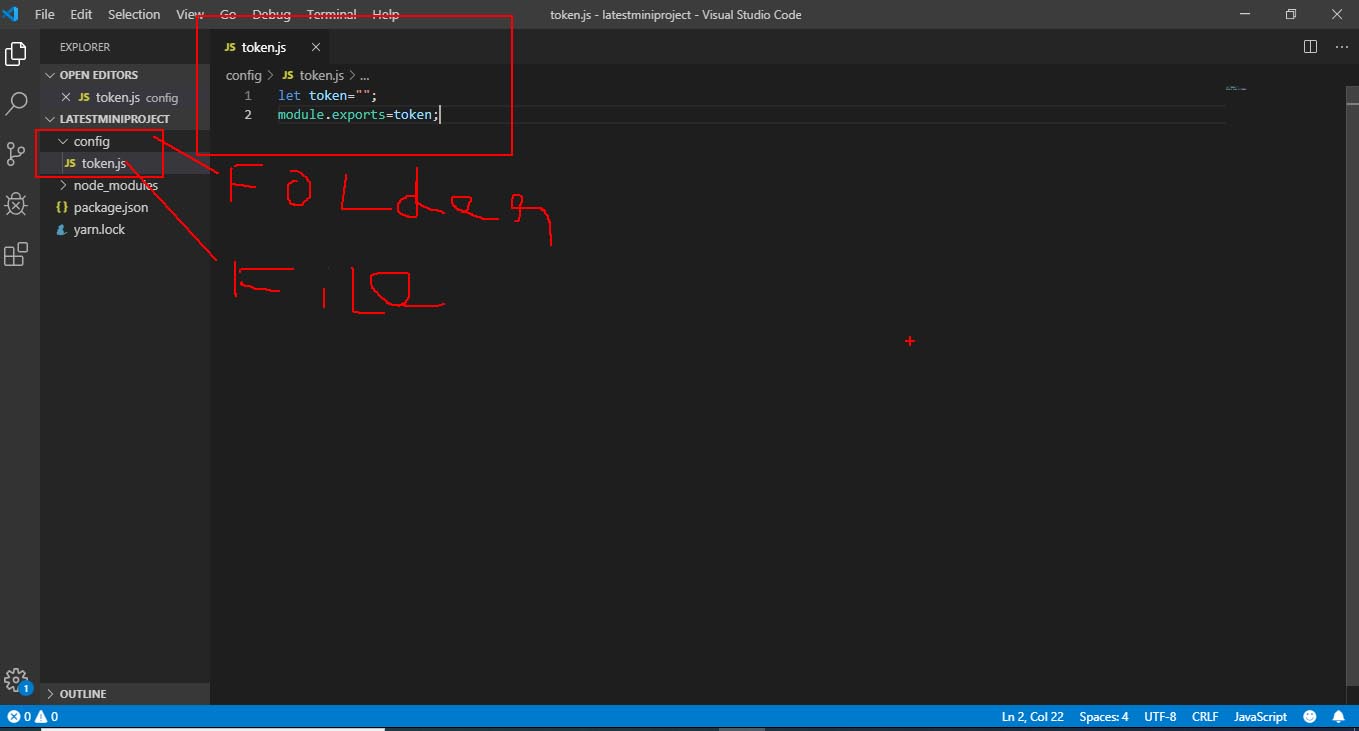 File Edit Selection View Go Debug Terminal Help token.js - latestminiproject - Visual Studio Code
EXPLORER
OPEN EDITORS
JS token.js config
LATESTMINIPROJECT
config
JS token.js
node_modules
{} package.json
yarn.lock
OUTLINE
JS token.js
config > JS token.js > ...
1 let token="";
2 module.exports=token;
FOLder
File
1
0 0 Ln 2, Col 22 Spaces: 4 UTF-8 CRLF JavaScript